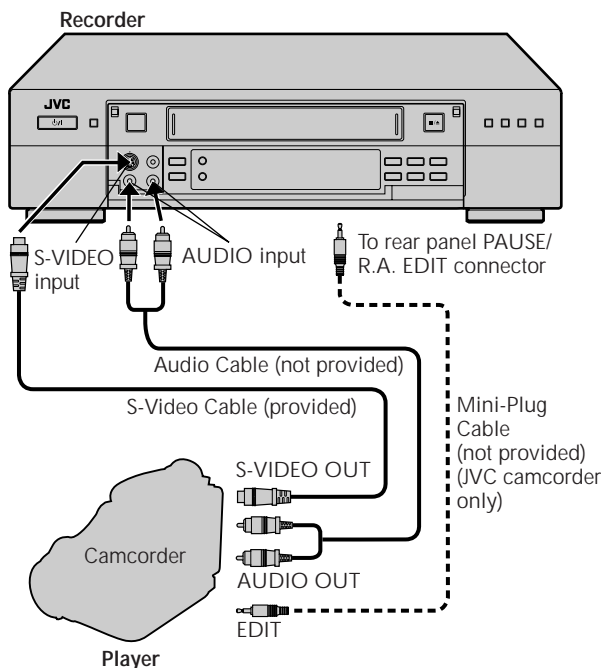 Recorder
JVC
S-VIDEO
input
AUDIO input
To rear panel PAUSE/
R.A. EDIT connector
Audio Cable (not provided)
S-Video Cable (provided)
Mini-Plug
Cable
(not provided)
(JVC camcorder
only)
S-VIDEO OUT
Camcorder
AUDIO OUT
EDIT
Player